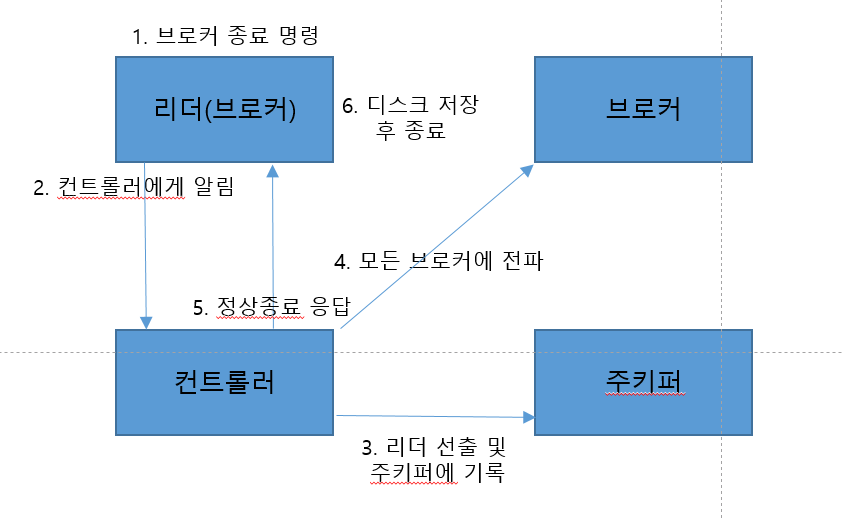 1. 브로커 종료 명령
리더(브로커)
브로커
6. 디스크 저장
후 종료
2. 컨트롤러에게 알림
4. 모든 브로커에 전파
5. 정상종료 응답
컨트롤러
주키퍼
3. 리더 선출 및
주키퍼에 기록